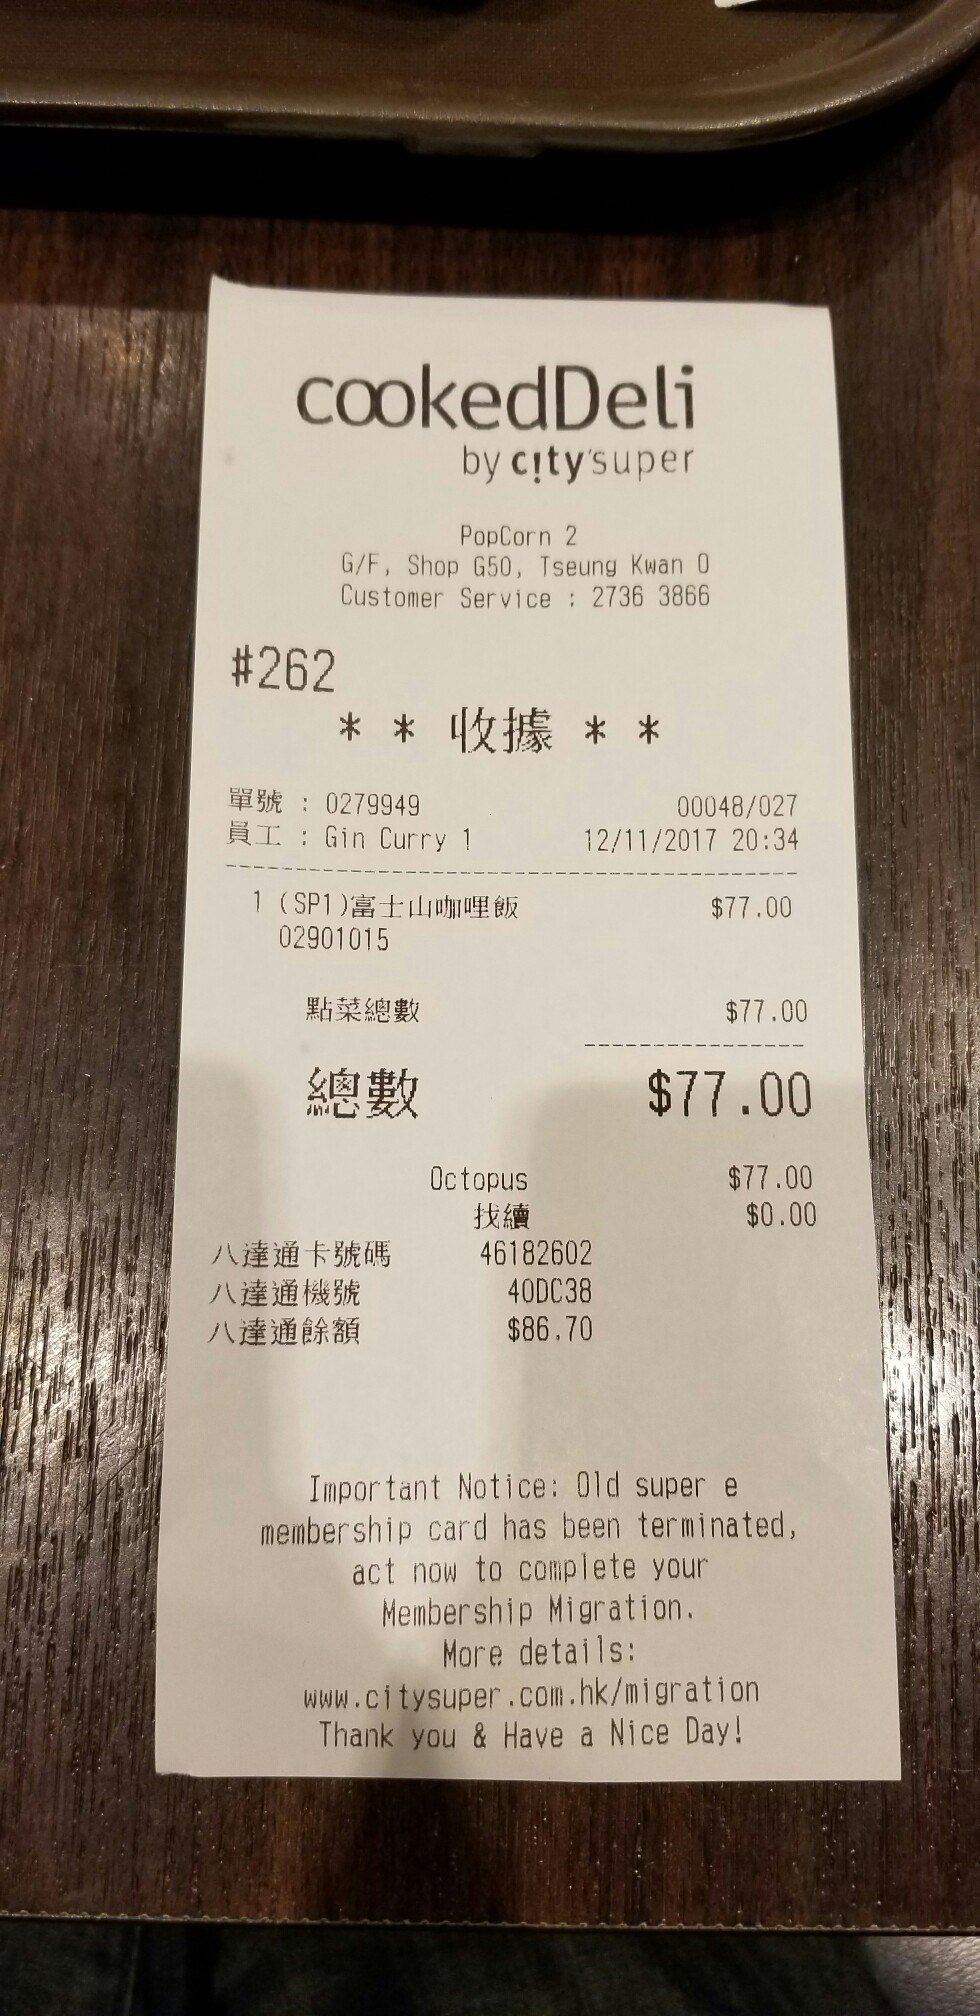 cookedDeli
by c!ty'super
PopCorn 2
G/F, Shop G50, Tseung Kwan O
Customer Service : 2736 3866
#262
* * 收據 * *
單號 : 0279949 00048/027
員工 : Gin Curry 1 12/11/2017 20:34
1 (SP1)富士山咖哩飯 $77.00
02901015
點菜總數 $77.00
總數 $77.00
Octopus $77.00
找續 $0.00
八達通卡號碼 46182602
八達通機號 40DC38
八達通餘額 $86.70
Important Notice: Old super e
membership card has been terminated,
act now to complete your
Membership Migration.
More details:
www.citysuper.com.hk/migration
Thank you & Have a Nice Day!